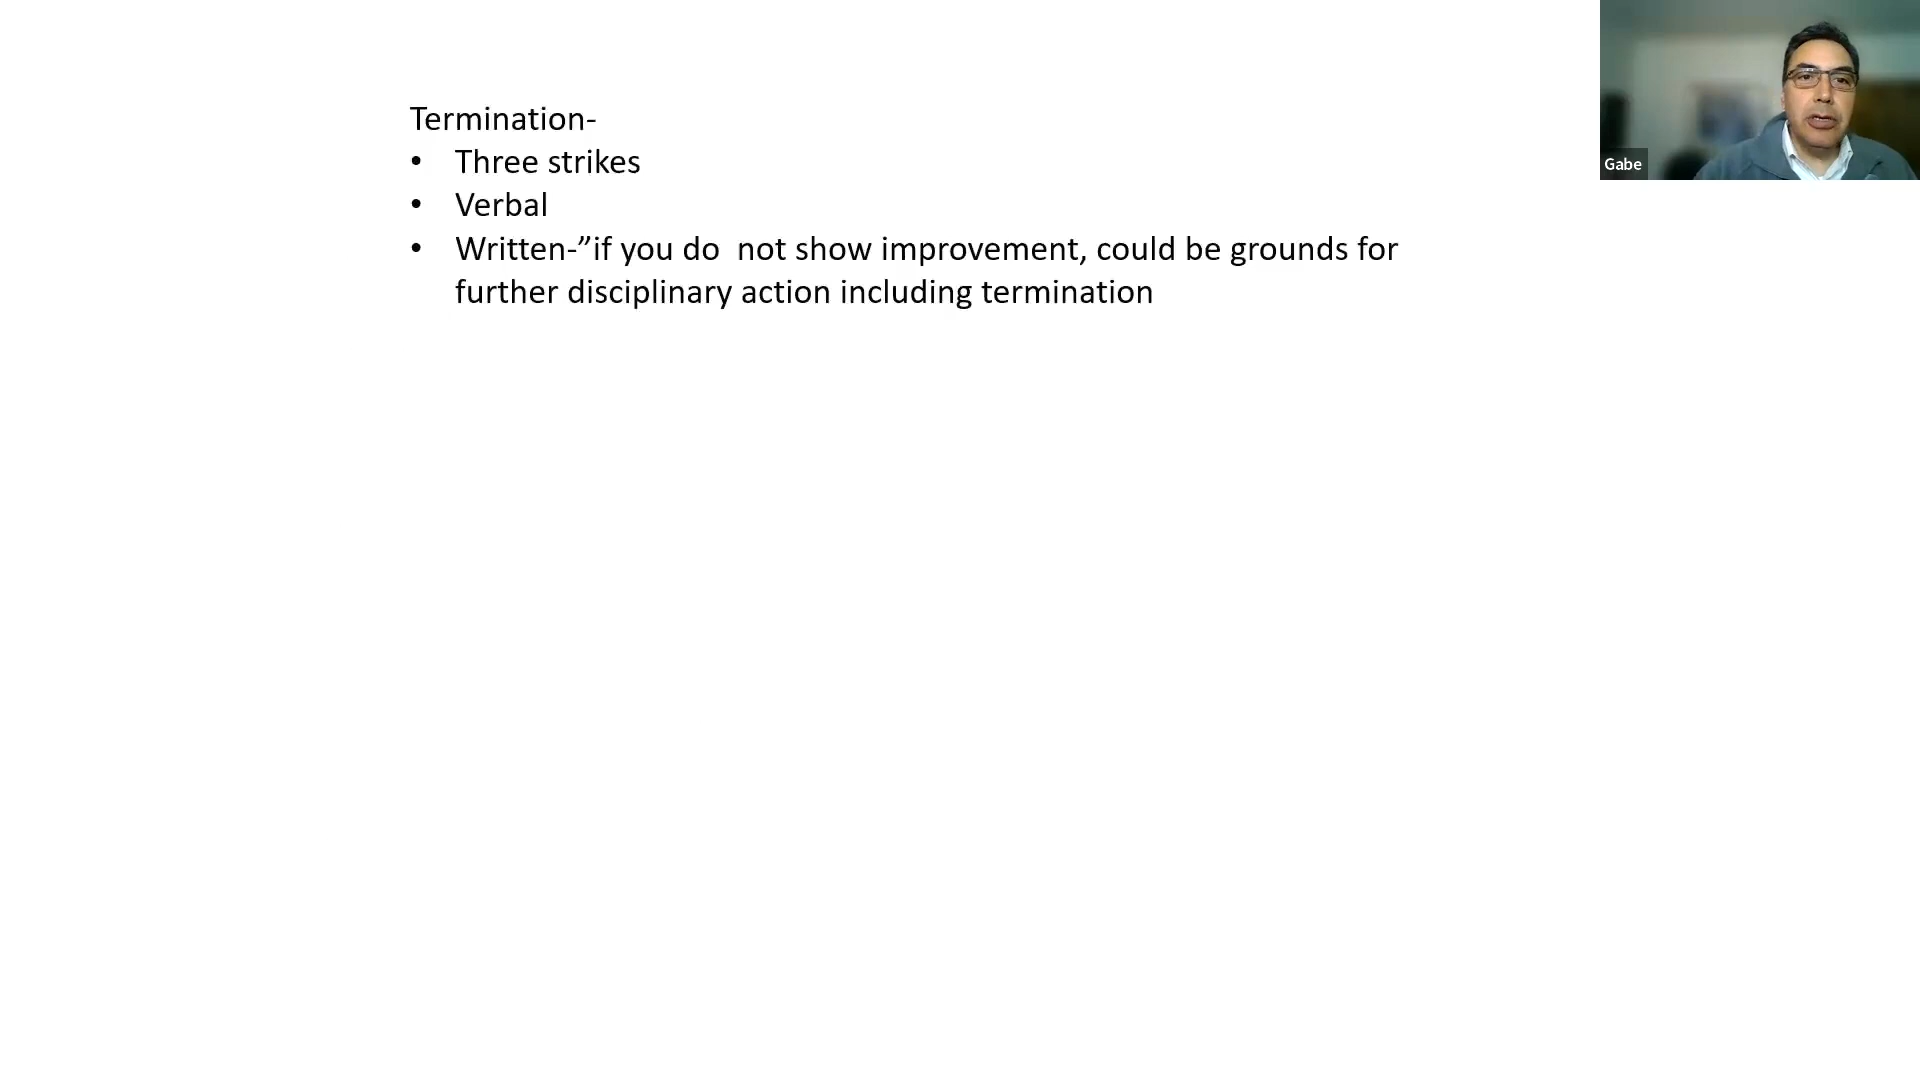 Termination-
• Three strikes
• Verbal
• Written-”if you do  not show improvement, could be grounds for
further disciplinary action including termination
Gabe